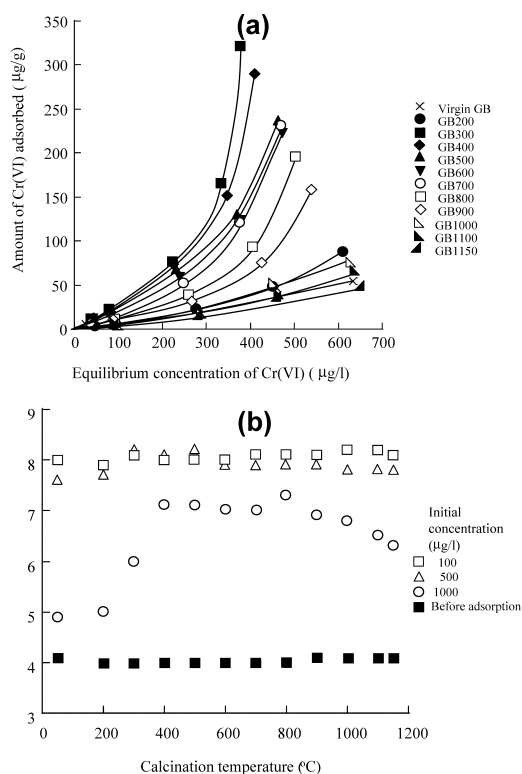 (a)
350
300
250
200
150
100
50
0
Amount of Cr(VI) adsorbed ( µg/g)
0 100 200 300 400 500 600 700
Equilibrium concentration of Cr(VI) ( µg/l)
Virgin GB
GB200
GB300
GB400
GB500
GB600
GB700
GB800
GB900
GB1000
GB1100
GB1150
(b)
9
8
7
6
5
4
3
0 200 400 600 800 1000 1200
Calcination temperature (ºC)
Initial
concentration
(µg/l)
100
500
1000
Before adsorption